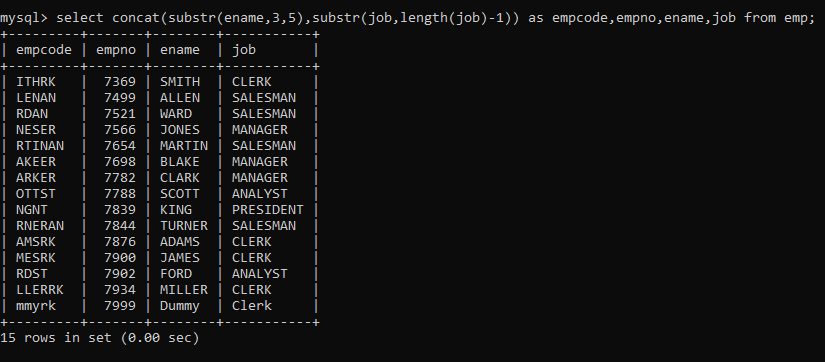 mysql> select concat(substr(ename,3,5),substr(job,length(job)-1)) as empcode,empno,ename,job from emp;
+---------+-------+--------+-----------+
| empcode | empno | ename  | job       |
+---------+-------+--------+-----------+
| ITHRK   |  7369 | SMITH  | CLERK     |
| LENAN   |  7499 | ALLEN  | SALESMAN  |
| RDAN    |  7521 | WARD   | SALESMAN  |
| NESER   |  7566 | JONES  | MANAGER   |
| RTINAN  |  7654 | MARTIN | SALESMAN  |
| AKEER   |  7698 | BLAKE  | MANAGER   |
| ARKER   |  7782 | CLARK  | MANAGER   |
| OTTST   |  7788 | SCOTT  | ANALYST   |
| NGNT    |  7839 | KING   | PRESIDENT |
| RNERAN  |  7844 | TURNER | SALESMAN  |
| AMSRK   |  7876 | ADAMS  | CLERK     |
| MESRK   |  7900 | JAMES  | CLERK     |
| RDST    |  7902 | FORD   | ANALYST   |
| LLERRK  |  7934 | MILLER | CLERK     |
| mmyrk   |  7999 | Dummy  | Clerk     |
+---------+-------+--------+-----------+
15 rows in set (0.00 sec)